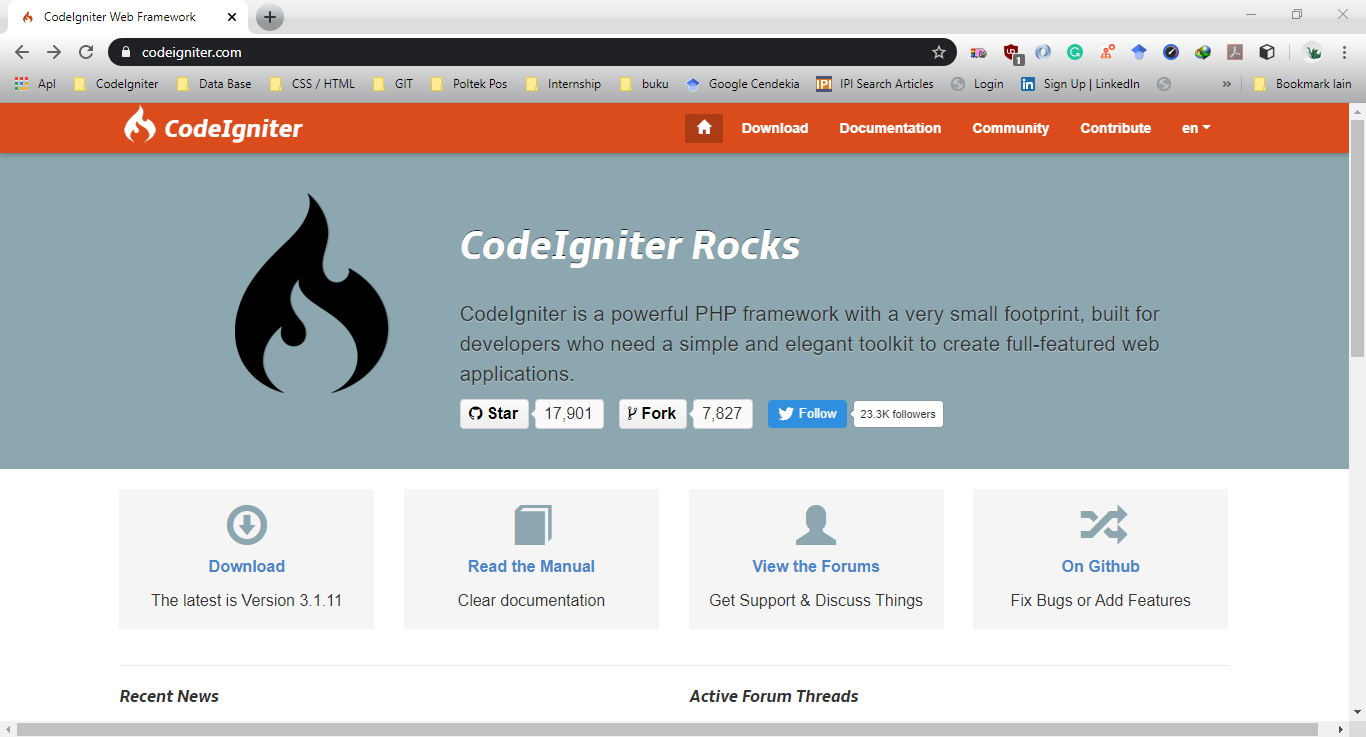 CodeIgniter Web Framework
codeigniter.com
1
Apl CodeIgniter Data Base CSS / HTML GIT Poltek Pos Internship buku Google Cendekia IPI IPI Search Articles Login in Sign Up | LinkedIn » Bookmark lain
CodeIgniter Download Documentation Community Contribute en
CodeIgniter Rocks
CodeIgniter is a powerful PHP framework with a very small footprint, built for
developers who need a simple and elegant toolkit to create full-featured web
applications.
Star 17,901 Fork 7,827 Follow 23.3K followers
Download Read the Manual View the Forums On Github
The latest is Version 3.1.11 Clear documentation Get Support & Discuss Things Fix Bugs or Add Features
Recent News Active Forum Threads